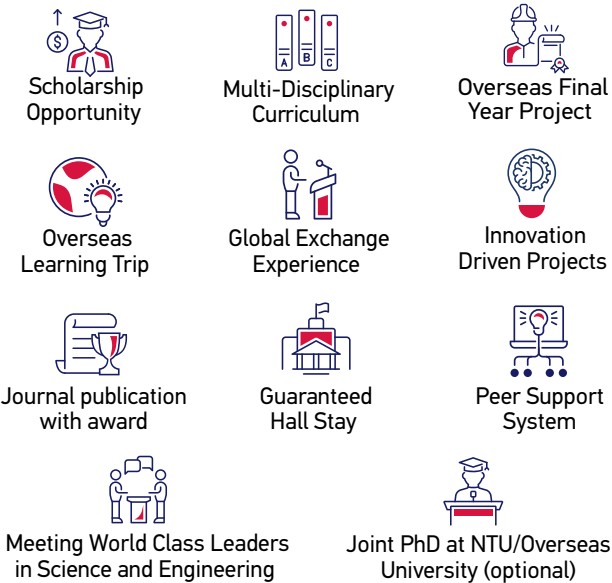 $
A B C
Scholarship
Opportunity
Multi-Disciplinary
Curriculum
Overseas Final
Year Project
Overseas
Learning Trip
Global Exchange
Experience
Innovation
Driven Projects
Journal publication
with award
Guaranteed
Hall Stay
Peer Support
System
Meeting World Class Leaders
in Science and Engineering
Joint PhD at NTU/Overseas
University (optional)